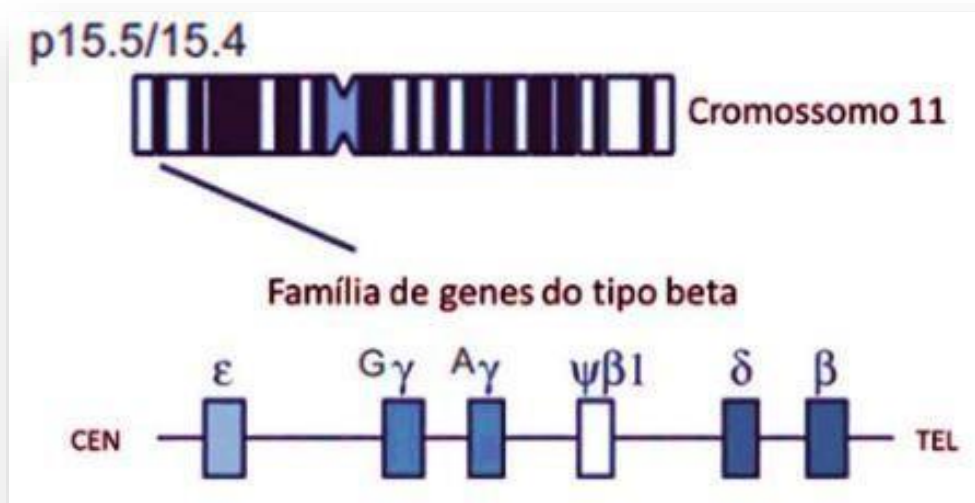 p15.5/15.4
Cromossomo 11
Família de genes do tipo beta
ε Gγ Aγ ψβ1 δ β
CEN TEL